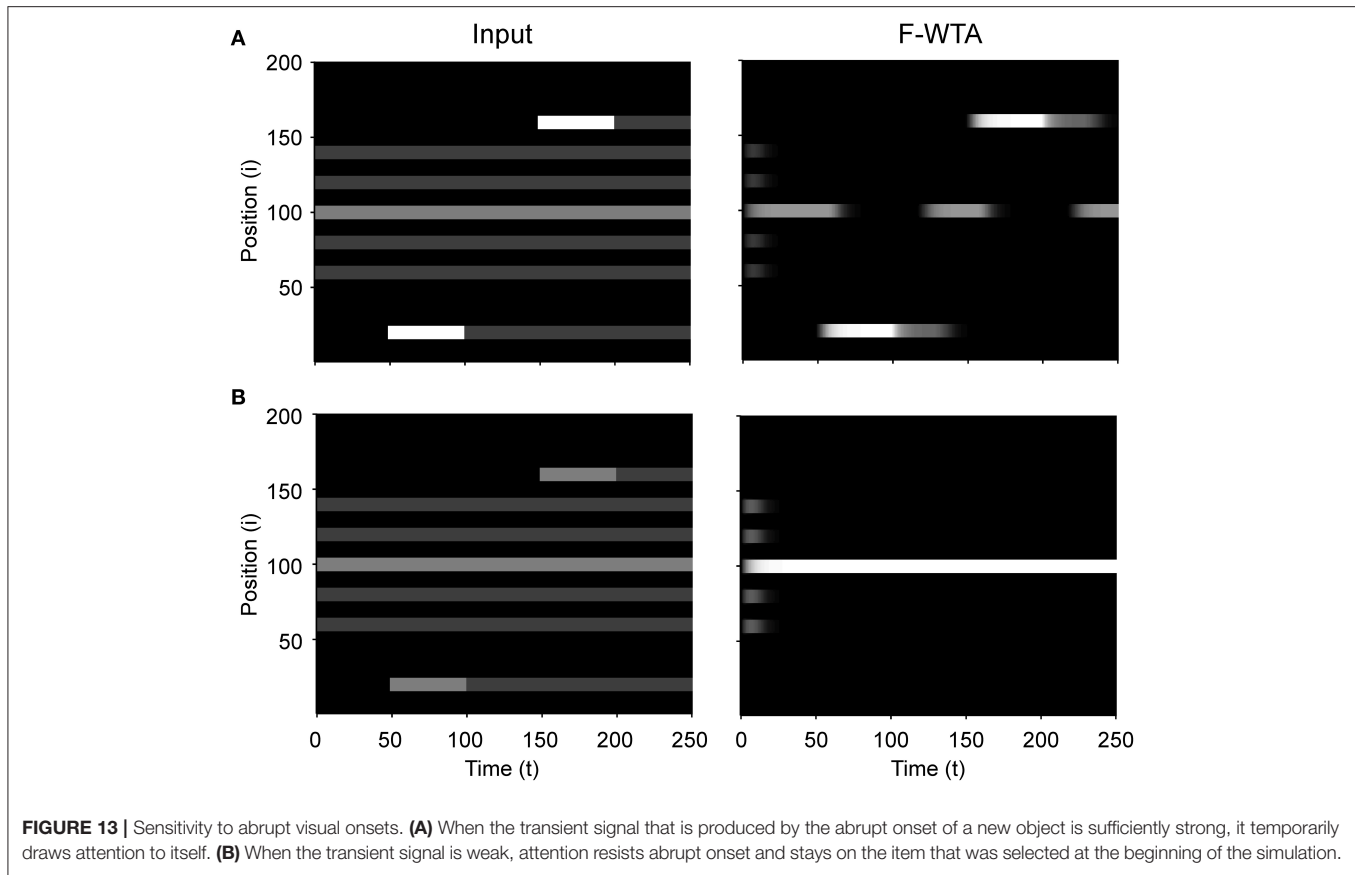 A
Input
F-WTA
200
150
100
50
Position (i)
B
200
150
100
50
Position (i)
0 50 100 150 200 250
0 50 100 150 200 250
Time (t)
Time (t)
FIGURE 13 | Sensitivity to abrupt visual onsets. (A) When the transient signal that is produced by the abrupt onset of a new object is sufficiently strong, it temporarily
draws attention to itself. (B) When the transient signal is weak, attention resists abrupt onset and stays on the item that was selected at the beginning of the simulation.